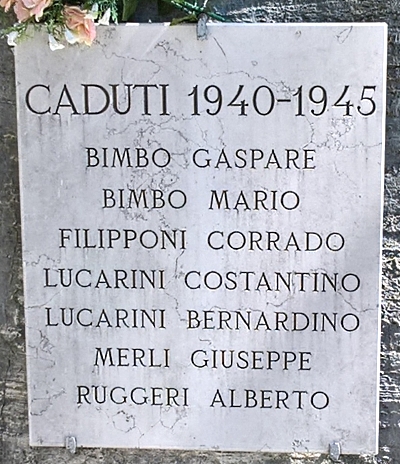 CADUTI 1940-1945
BIMBO GASPARE
BIMBO MARIO
FILIPPONI CORRADO
LUCARINI COSTANTINO
LUCARINI BERNARDINO
MERLI GIUSEPPE
RUGGERI ALBERTO